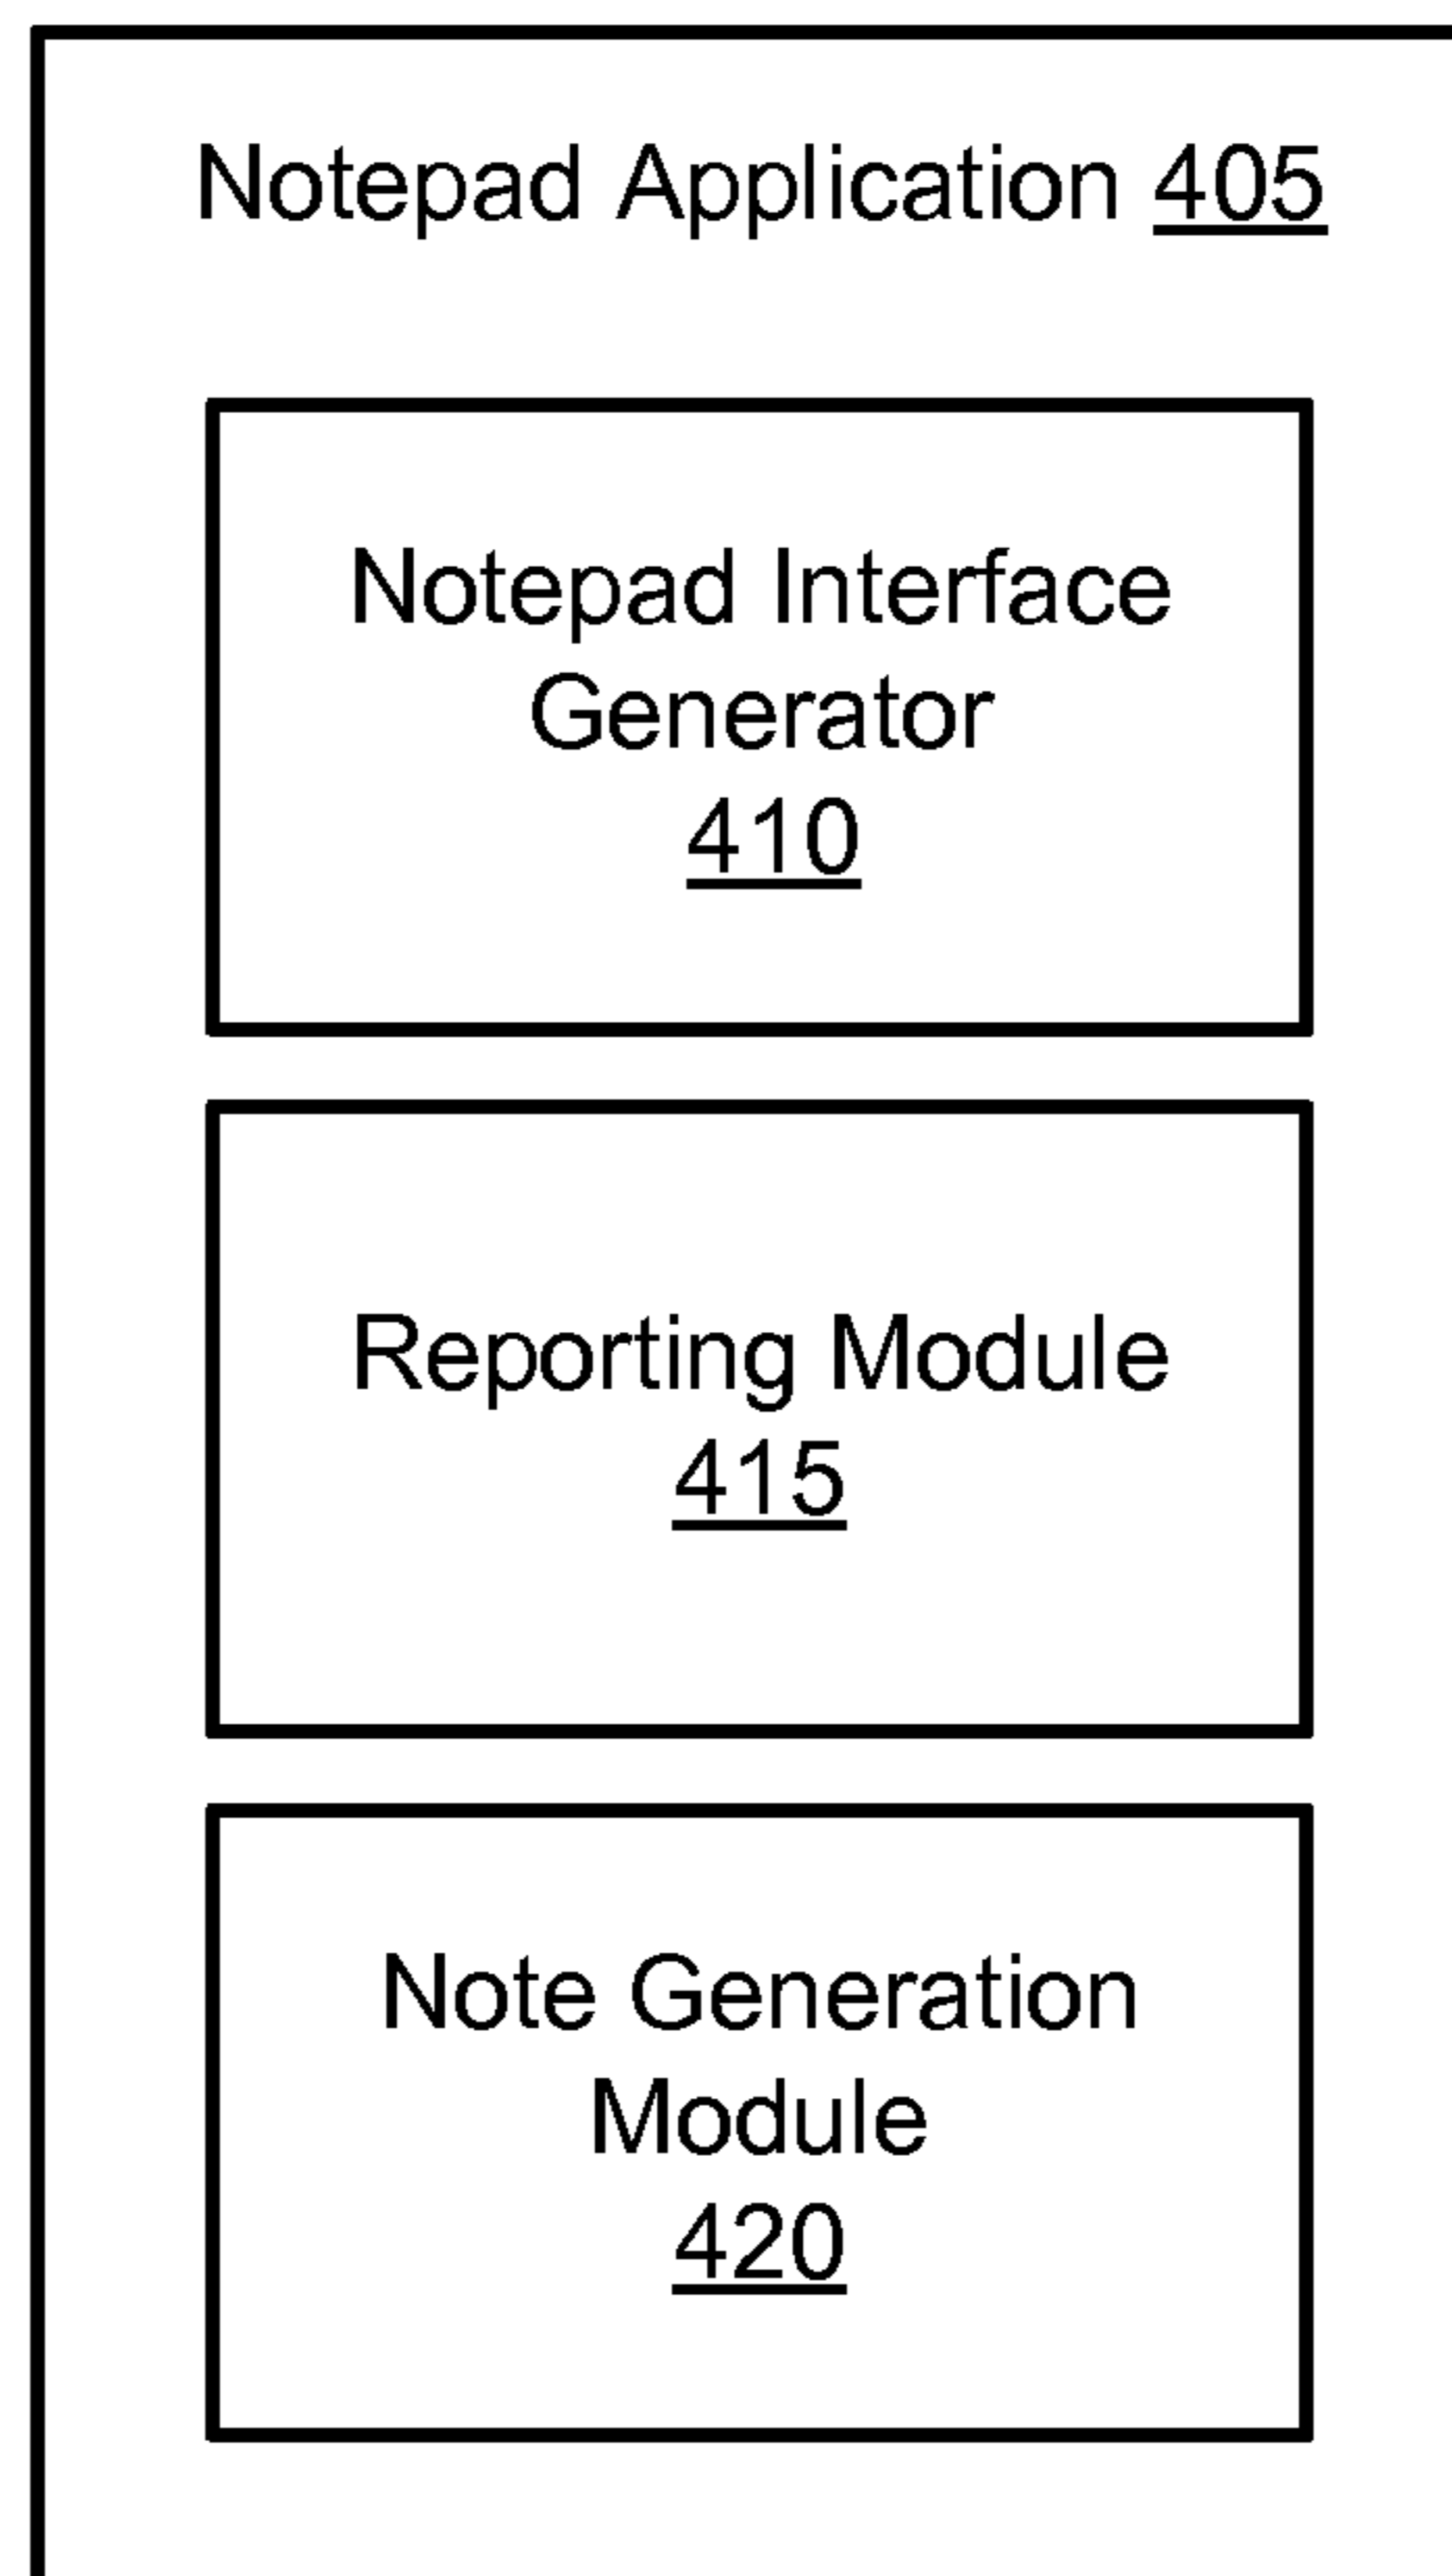 Notepad Application 405
Notepad Interface
Generator
410
Reporting Module
415
Note Generation
Module
420